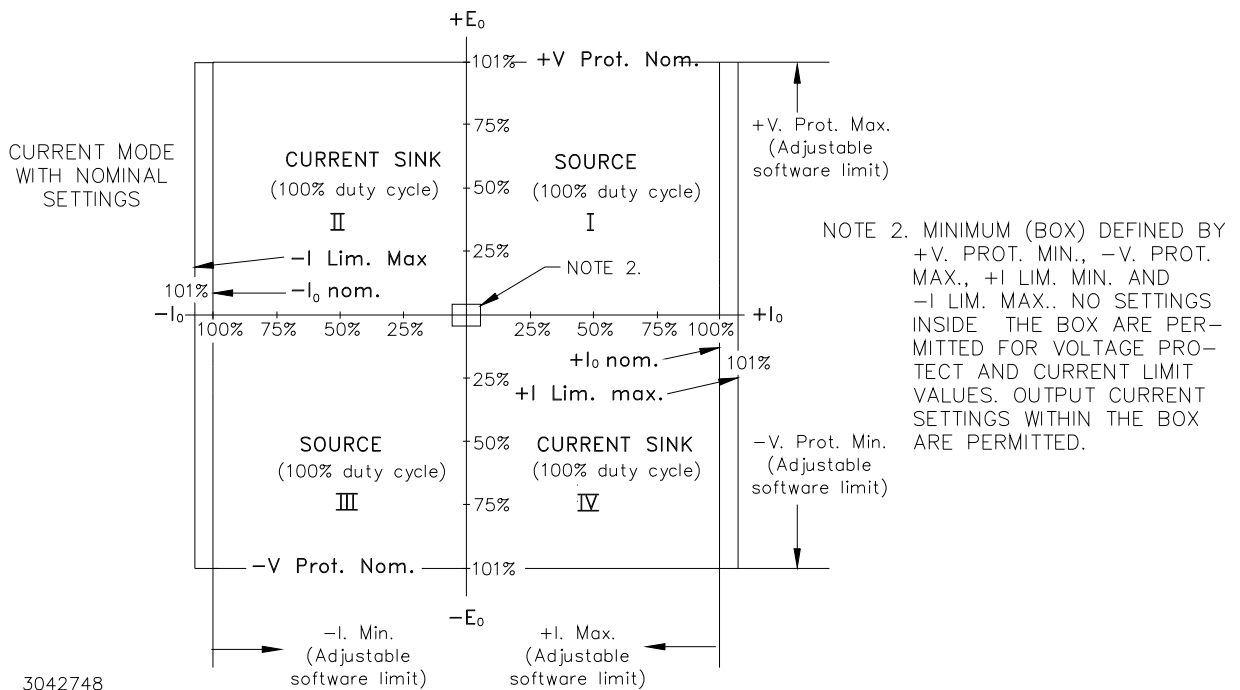 +E₀
101%
+V Prot. Nom.
75%
+V. Prot. Max.
(Adjustable
software limit)
CURRENT MODE
WITH NOMINAL
SETTINGS
CURRENT SINK
(100% duty cycle)
II
SOURCE
(100% duty cycle)
I
50%
25%
NOTE 2. MINIMUM (BOX) DEFINED BY
+V. PROT. MIN., −V. PROT.
MAX., +I LIM. MIN. AND
−I LIM. MAX.. NO SETTINGS
INSIDE THE BOX ARE PER−
MITTED FOR VOLTAGE PRO−
TECT AND CURRENT LIMIT
VALUES. OUTPUT CURRENT
SETTINGS WITHIN THE BOX
ARE PERMITTED.
−I Lim. Max
NOTE 2.
101%
−I₀ nom.
−I₀
+I₀
100% 75% 50% 25% 25% 50% 75% 100%
+I₀ nom.
101%
25%
+I Lim. max.
SOURCE
(100% duty cycle)
III
50%
CURRENT SINK
(100% duty cycle)
IV
75%
−V. Prot. Min.
(Adjustable
software limit)
−V Prot. Nom.
101%
−E₀
−I. Min.
(Adjustable
software limit)
+I. Max.
(Adjustable
software limit)
3042748